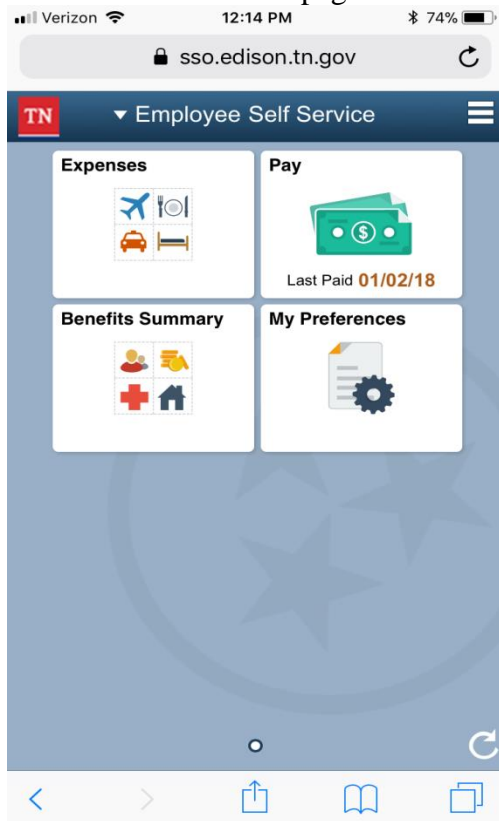 pag
Verizon 12:14 PM 74%
sso.edison.tn.gov
TN Employee Self Service
Expenses Pay
$
Last Paid 01/02/18
Benefits Summary My Preferences